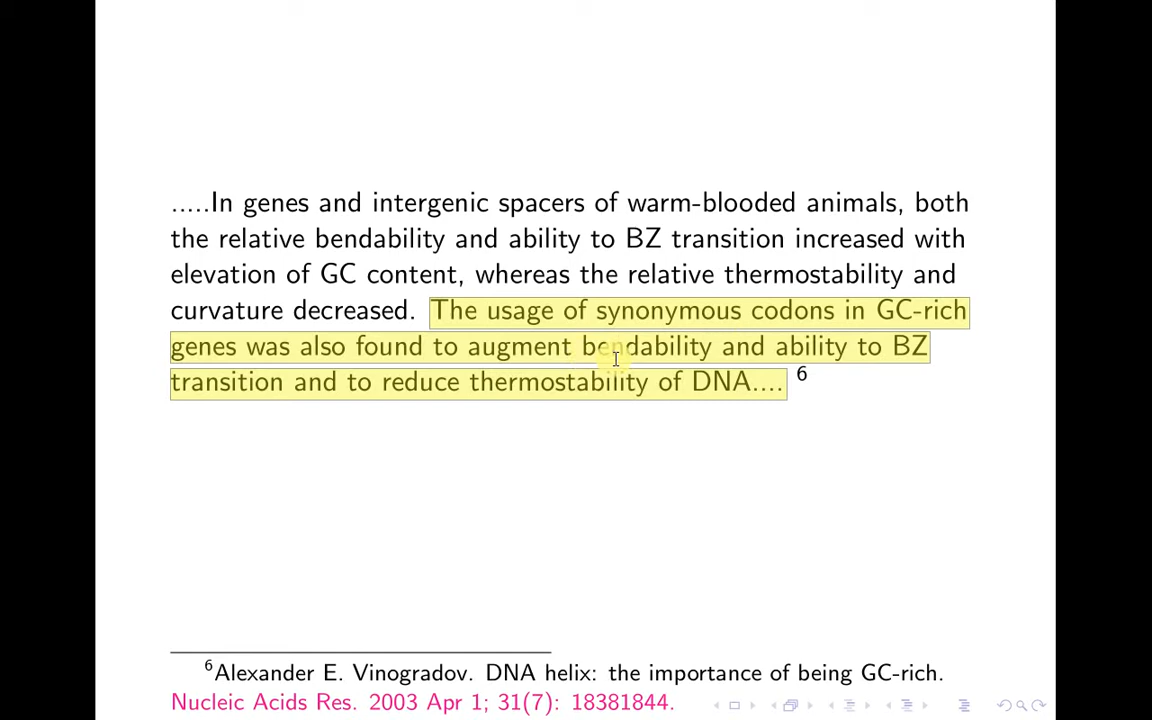 .....In genes and intergenic spacers of warm-blooded animals, both
the relative bendability and ability to BZ transition increased with
elevation of GC content, whereas the relative thermostability and
curvature decreased. The usage of synonymous codons in GC-rich
genes was also found to augment bendability and ability to BZ
transition and to reduce thermostability of DNA.... 6
6Alexander E. Vinogradov. DNA helix: the importance of being GC-rich.
Nucleic Acids Res. 2003 Apr 1; 31(7): 18381844.